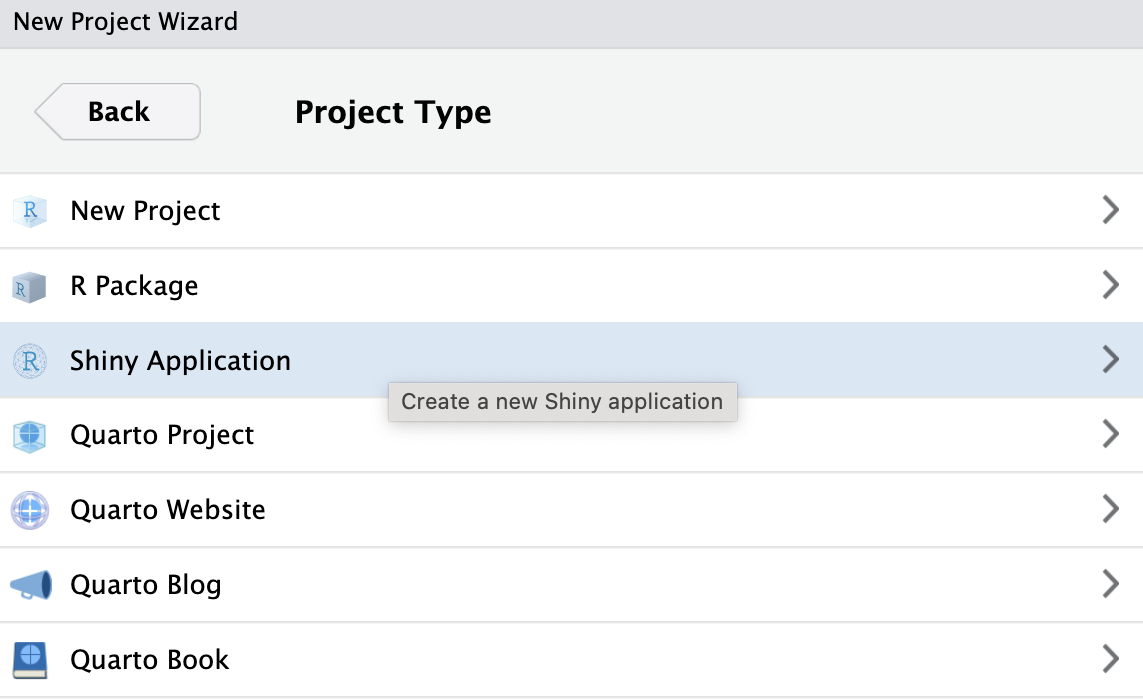 New Project Wizard
Back
Project Type
R
New Project
R
R Package
R
Shiny Application
Create a new Shiny application
Quarto Project
Quarto Website
Quarto Blog
Quarto Book